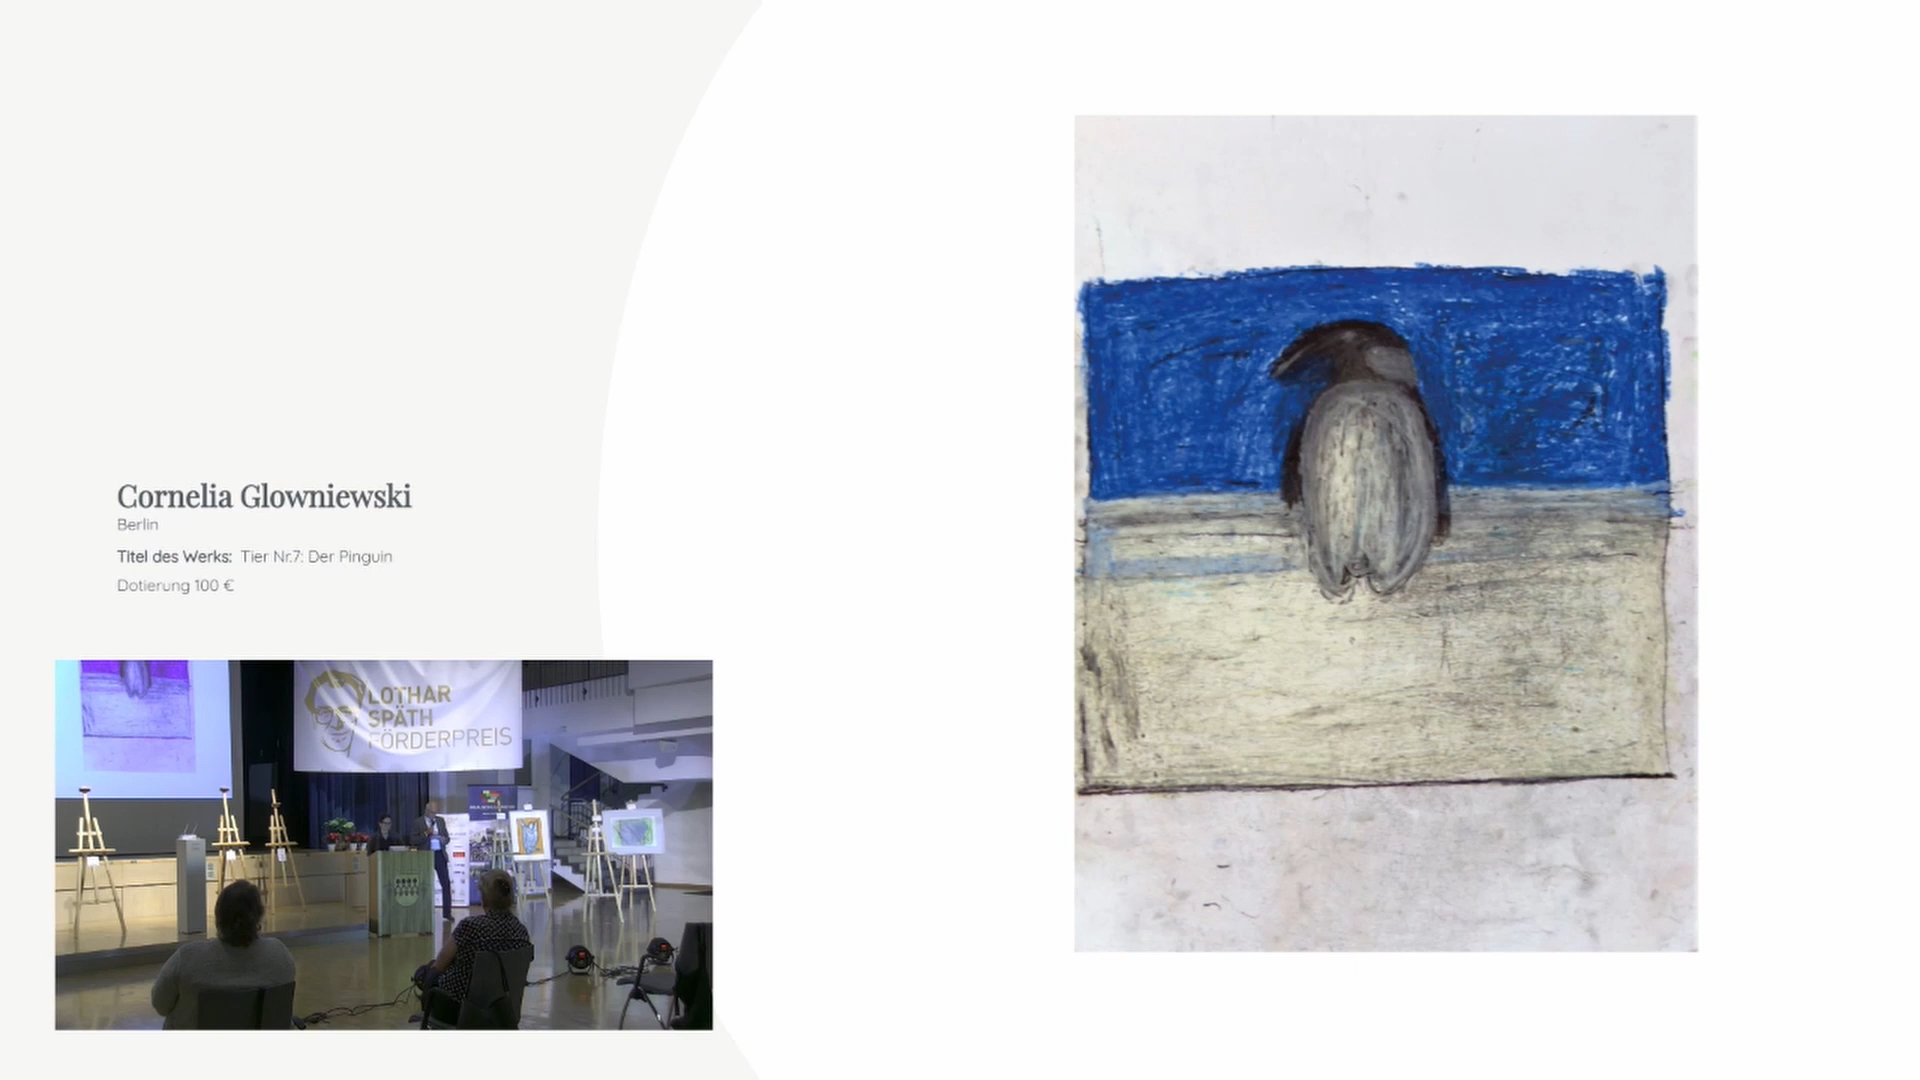 Cornelia Glowniewski
Berlin
Titel des Werks: Tier Nr.7: Der Pinguin
Dotierung 100 €
LOTHAR
SPÄTH
FÖRDERPREIS